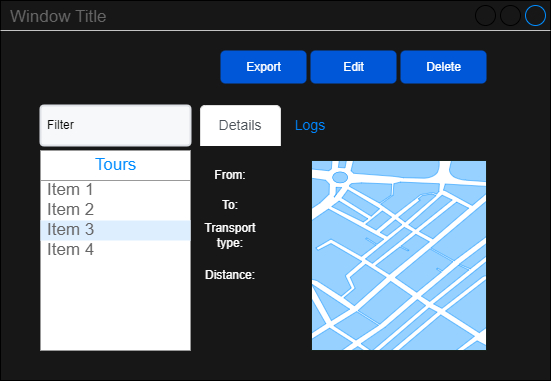 Window Title
Export
Edit
Delete
Filter
Details
Logs
Tours
Item 1
Item 2
Item 3
Item 4
From:
To:
Transport
type:
Distance: